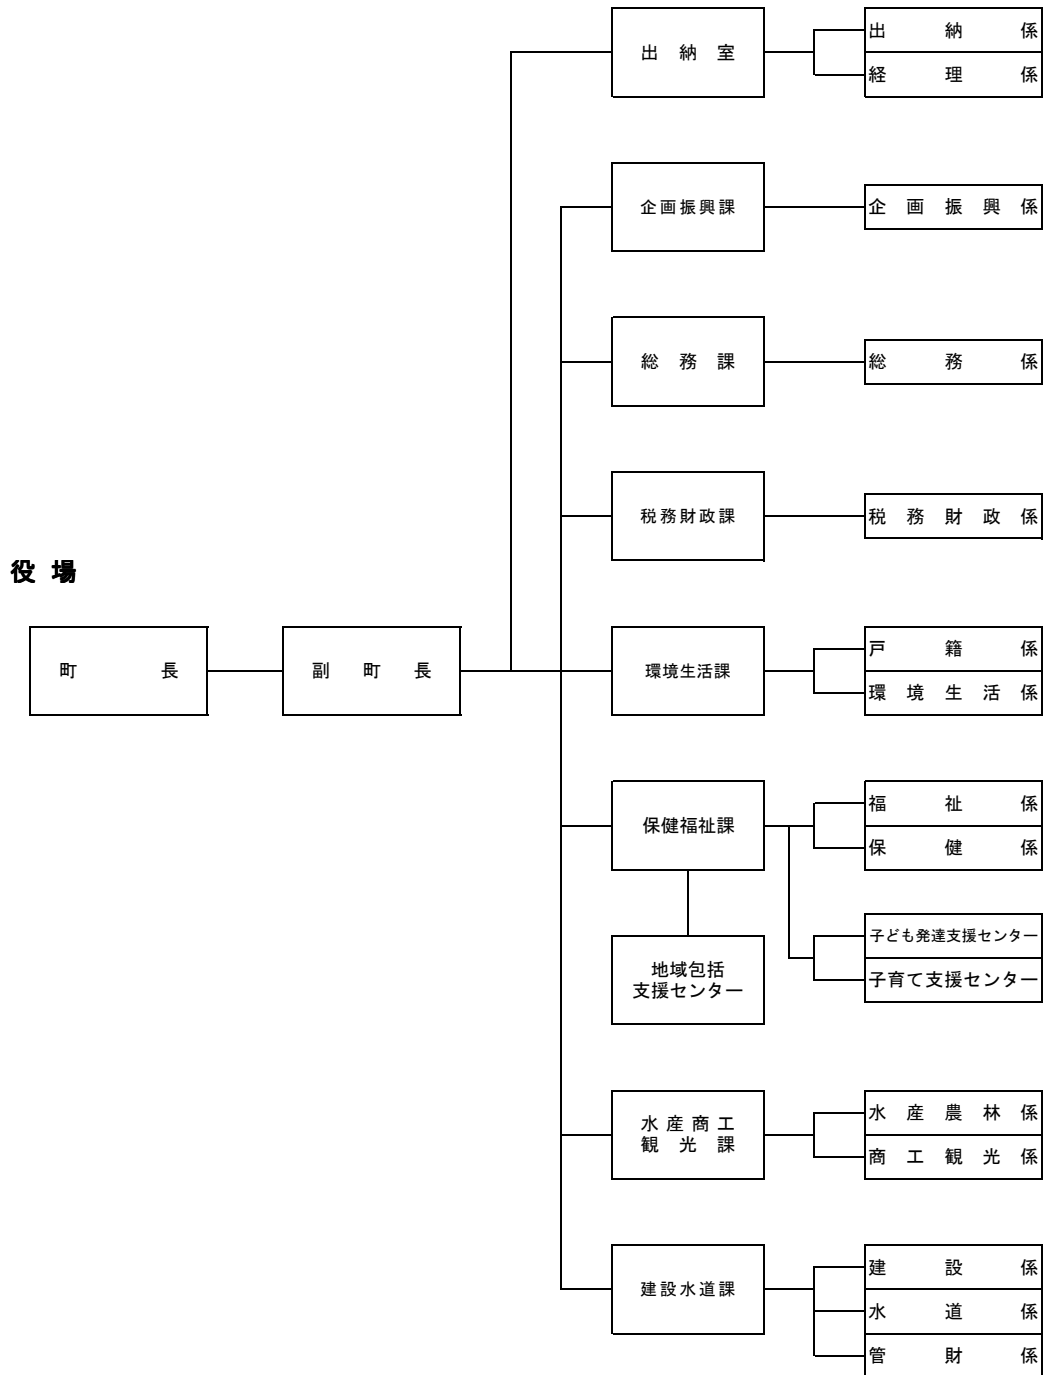 役場
町長
副町長
出納室
出納係
経理係
企画振興課
企画振興係
総務課
総務係
税務財政課
税務財政係
環境生活課
戸籍係
環境生活係
保健福祉課
福祉係
保健係
地域包括
支援センター
子ども発達支援センター
子育て支援センター
水産商工
観光課
水産農林係
商工観光係
建設水道課
建設係
水道係
管財係